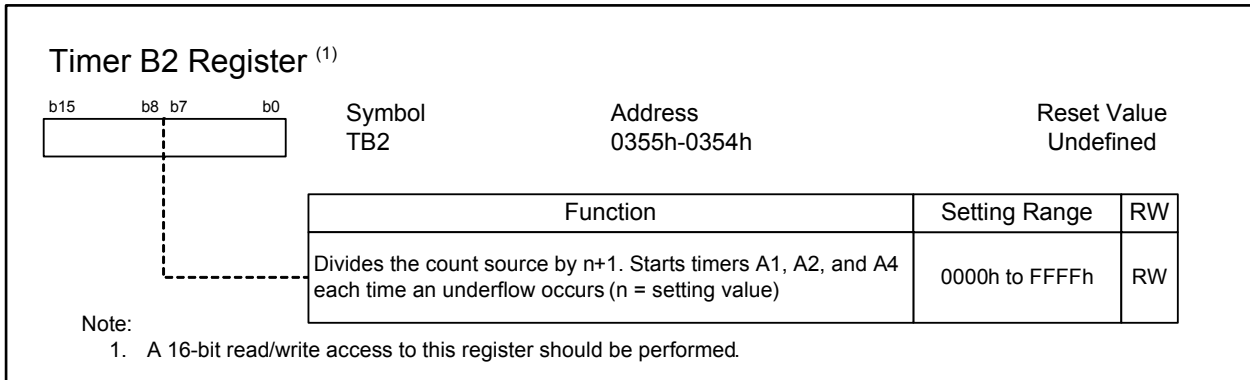 Timer B2 Register (1)
b15 b8 b7 b0
Symbol Address Reset Value
TB2 0355h-0354h Undefined
Function Setting Range RW
Divides the count source by n+1. Starts timers A1, A2, and A4
each time an underflow occurs (n = setting value)
0000h to FFFFh RW
Note:
1. A 16-bit read/write access to this register should be performed.